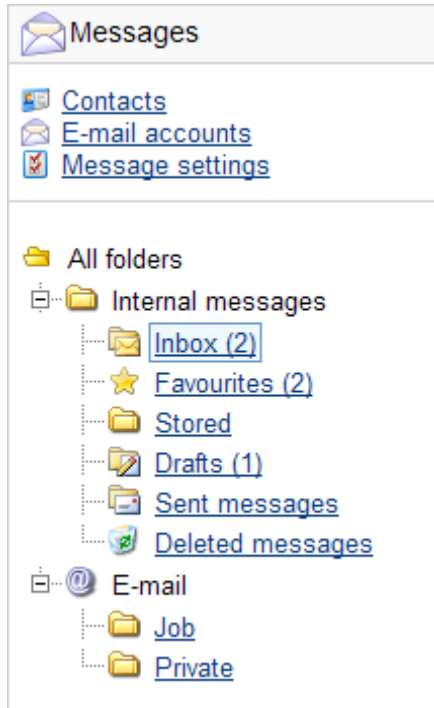 Messages
Contacts
E-mail accounts
Message settings
All folders
Internal messages
Inbox (2)
Favourites (2)
Stored
Drafts (1)
Sent messages
Deleted messages
E-mail
Job
Private